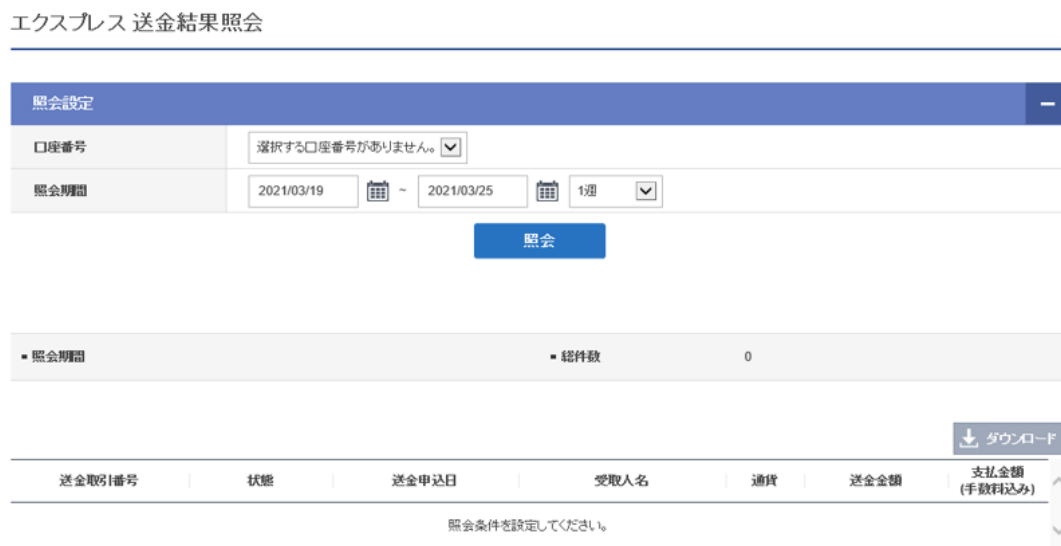 エクスプレス 送金結果照会
照会設定
口座番号 選択する口座番号がありません。
照会期間 2021/03/19 ~ 2021/03/25 1週
照会
▪ 照会期間 ▪ 総件数 0
ダウンロード
送金取引番号 状態 送金申込日 受取人名 通貨 送金金額 支払金額
(手数料込み)
照会条件を設定してください。